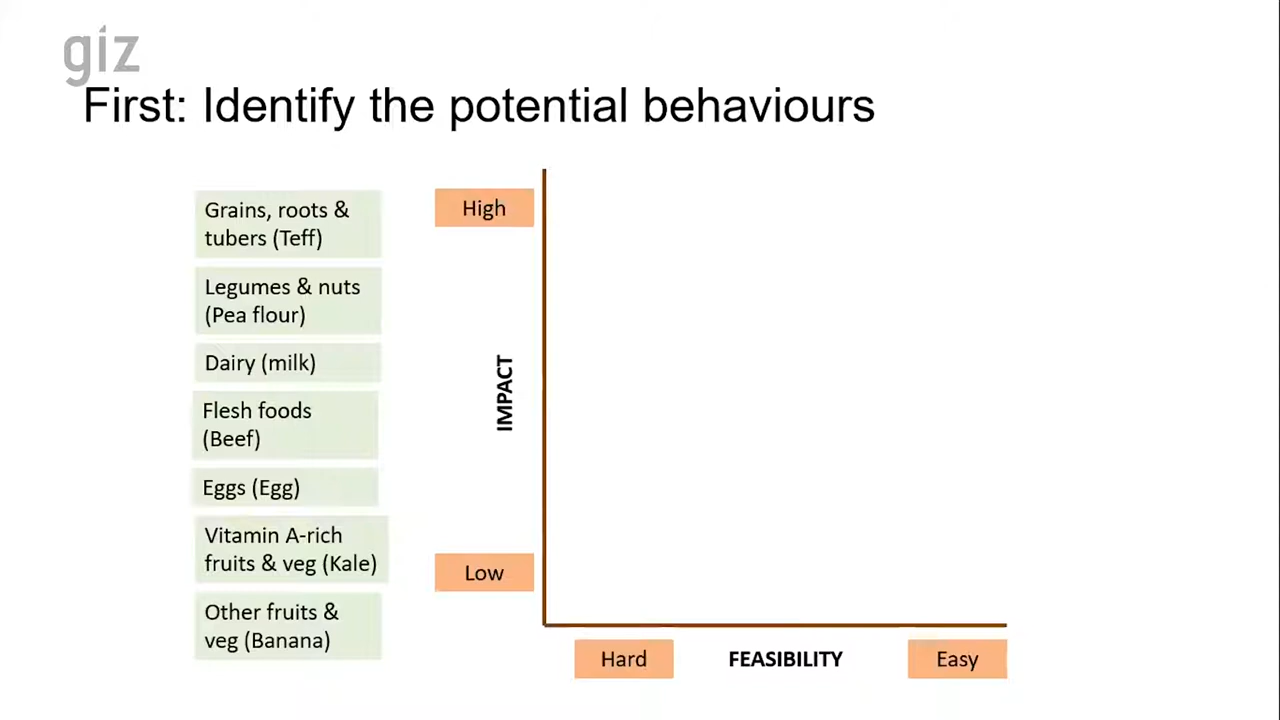 giz
First: Identify the potential behaviours
Grains, roots &
tubers (Teff)
Legumes & nuts
(Pea flour)
Dairy (milk)
Flesh foods
(Beef)
Eggs (Egg)
Vitamin A-rich
fruits & veg (Kale)
Other fruits &
veg (Banana)
High
IMPACT
Low
Hard
FEASIBILITY
Easy